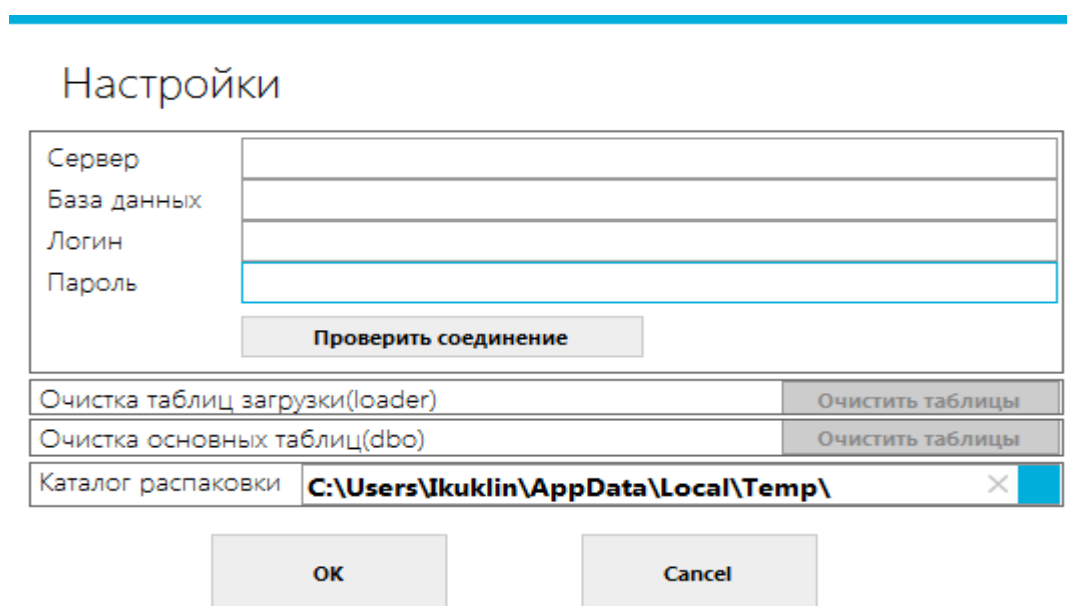 Настройки
Сервер
База данных
Логин
Пароль
Проверить соединение
Очистка таблиц загрузки(loader) Очистить таблицы
Очистка основных таблиц(dbo) Очистить таблицы
Каталог распаковки C:\Users\Ikuklin\AppData\Local\Temp\
OK Cancel